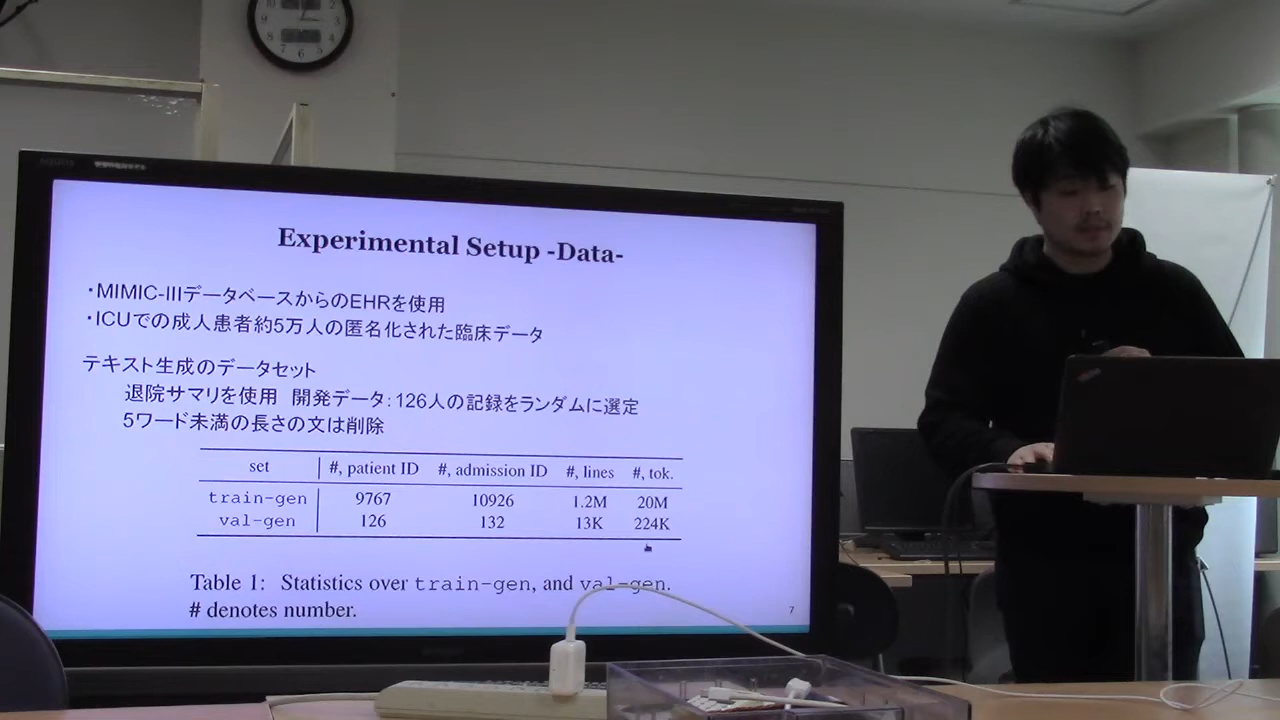 Experimental Setup -Data-
・MIMIC-IIIデータベースからのEHRを使用
・ICUでの成人患者約5万人の匿名化された臨床データ
テキスト生成のデータセット
退院サマリを使用 開発データ：126人の記録をランダムに選定
5ワード未満の長さの文は削除
set #, patient ID #, admission ID #, lines #, tok.
train-gen 9767 10926 1.2M 20M
val-gen 126 132 13K 224K
Table 1: Statistics over train-gen, and val-gen.
# denotes number.
7